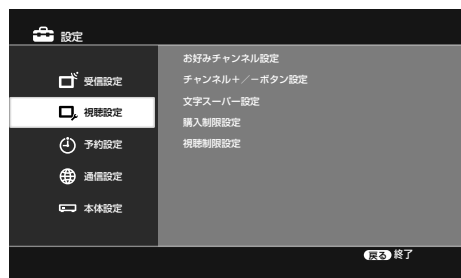 設定
受信設定
視聴設定
予約設定
通信設定
本体設定
お好みチャンネル設定
チャンネル+/-ボタン設定
文字スーパー設定
購入制限設定
視聴制限設定
戻る 終了